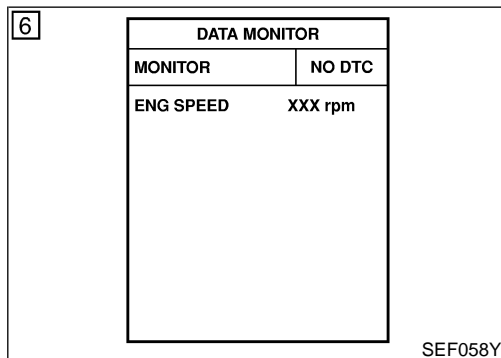 6
DATA MONITOR
MONITOR NO DTC
ENG SPEED XXX rpm
SEF058Y